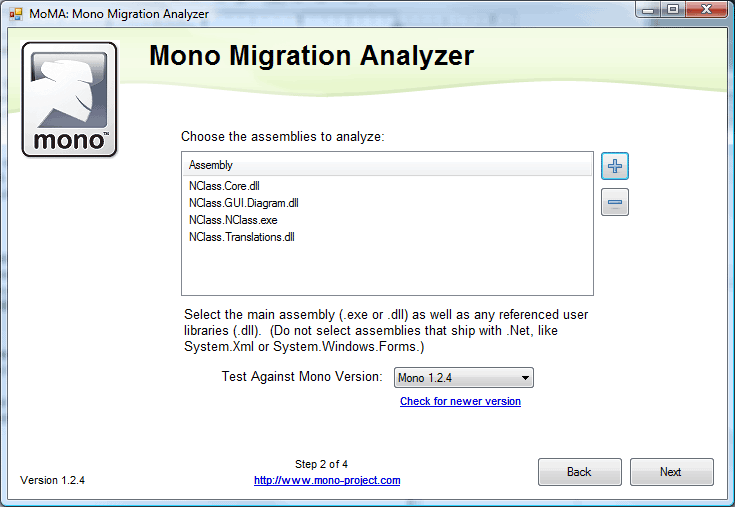 MoMA: Mono Migration Analyzer
Mono Migration Analyzer
mono™
Choose the assemblies to analyze:
Assembly
NClass.Core.dll
NClass.GUI.Diagram.dll
NClass.NClass.exe
NClass.Translations.dll
Select the main assembly (.exe or .dll) as well as any referenced user
libraries (.dll).  (Do not select assemblies that ship with .Net, like
System.Xml or System.Windows.Forms.)
Test Against Mono Version: Mono 1.2.4
Check for newer version
Step 2 of 4
Version 1.2.4
http://www.mono-project.com
Back
Next